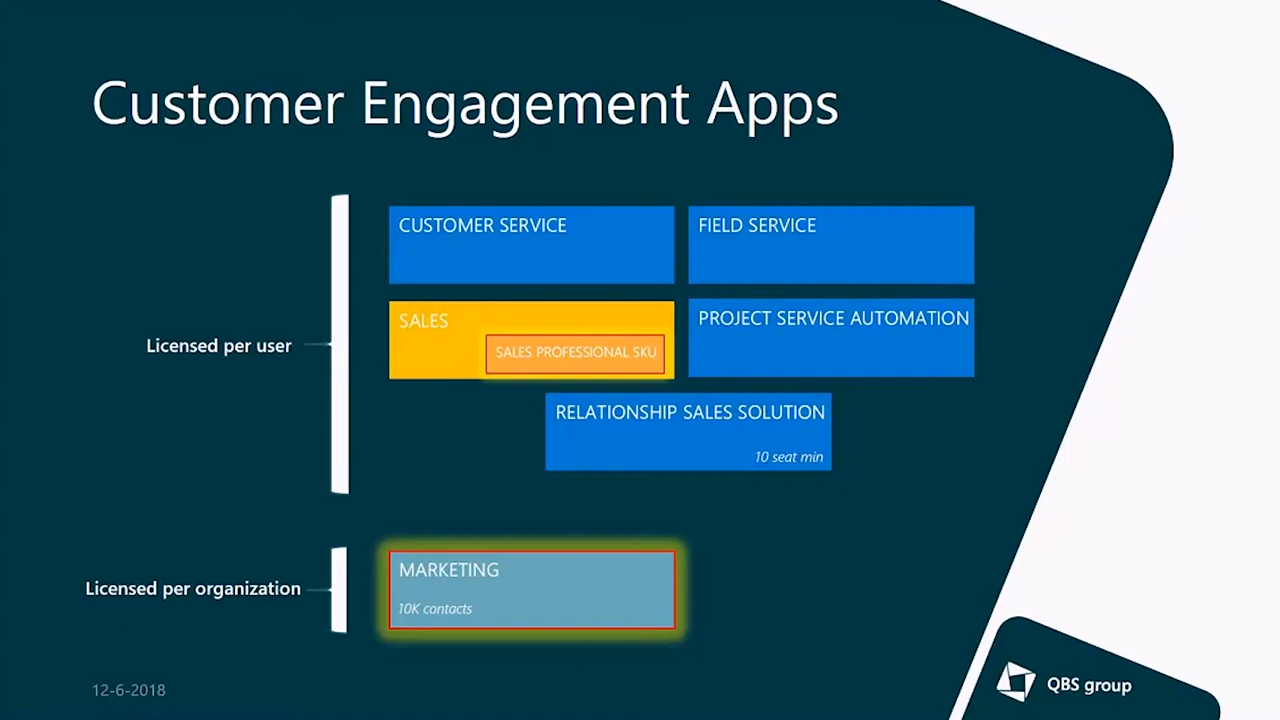 Customer Engagement Apps
CUSTOMER SERVICE
FIELD SERVICE
SALES
SALES PROFESSIONAL SKU
PROJECT SERVICE AUTOMATION
Licensed per user
RELATIONSHIP SALES SOLUTION
10 seat min
MARKETING
10K contacts
Licensed per organization
12-6-2018
QBS group